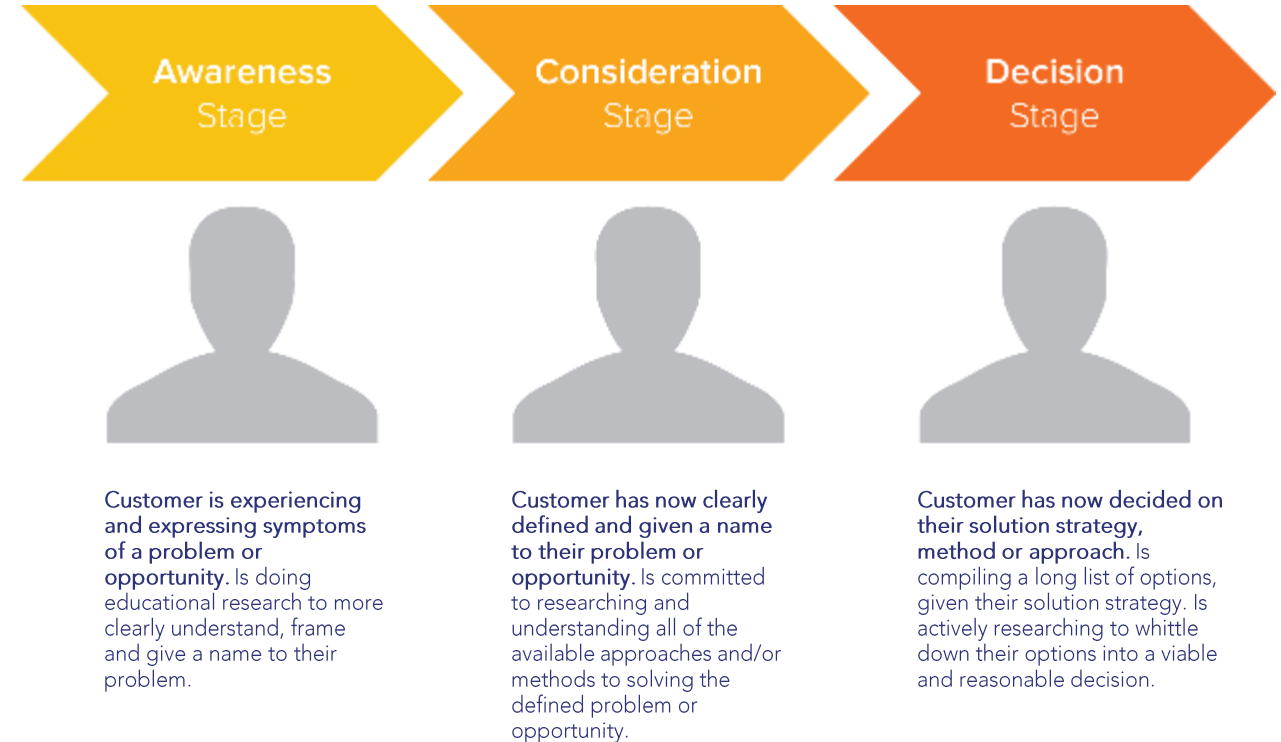 Awareness
Stage
Consideration
Stage
Decision
Stage
Customer is experiencing
and expressing symptoms
of a problem or
opportunity. Is doing
educational research to more
clearly understand, frame
and give a name to their
problem.
Customer has now clearly
defined and given a name
to their problem or
opportunity. Is committed
to researching and
understanding all of the
available approaches and/or
methods to solving the
defined problem or
opportunity.
Customer has now decided on
their solution strategy,
method or approach. Is
compiling a long list of options,
given their solution strategy. Is
actively researching to whittle
down their options into a viable
and reasonable decision.